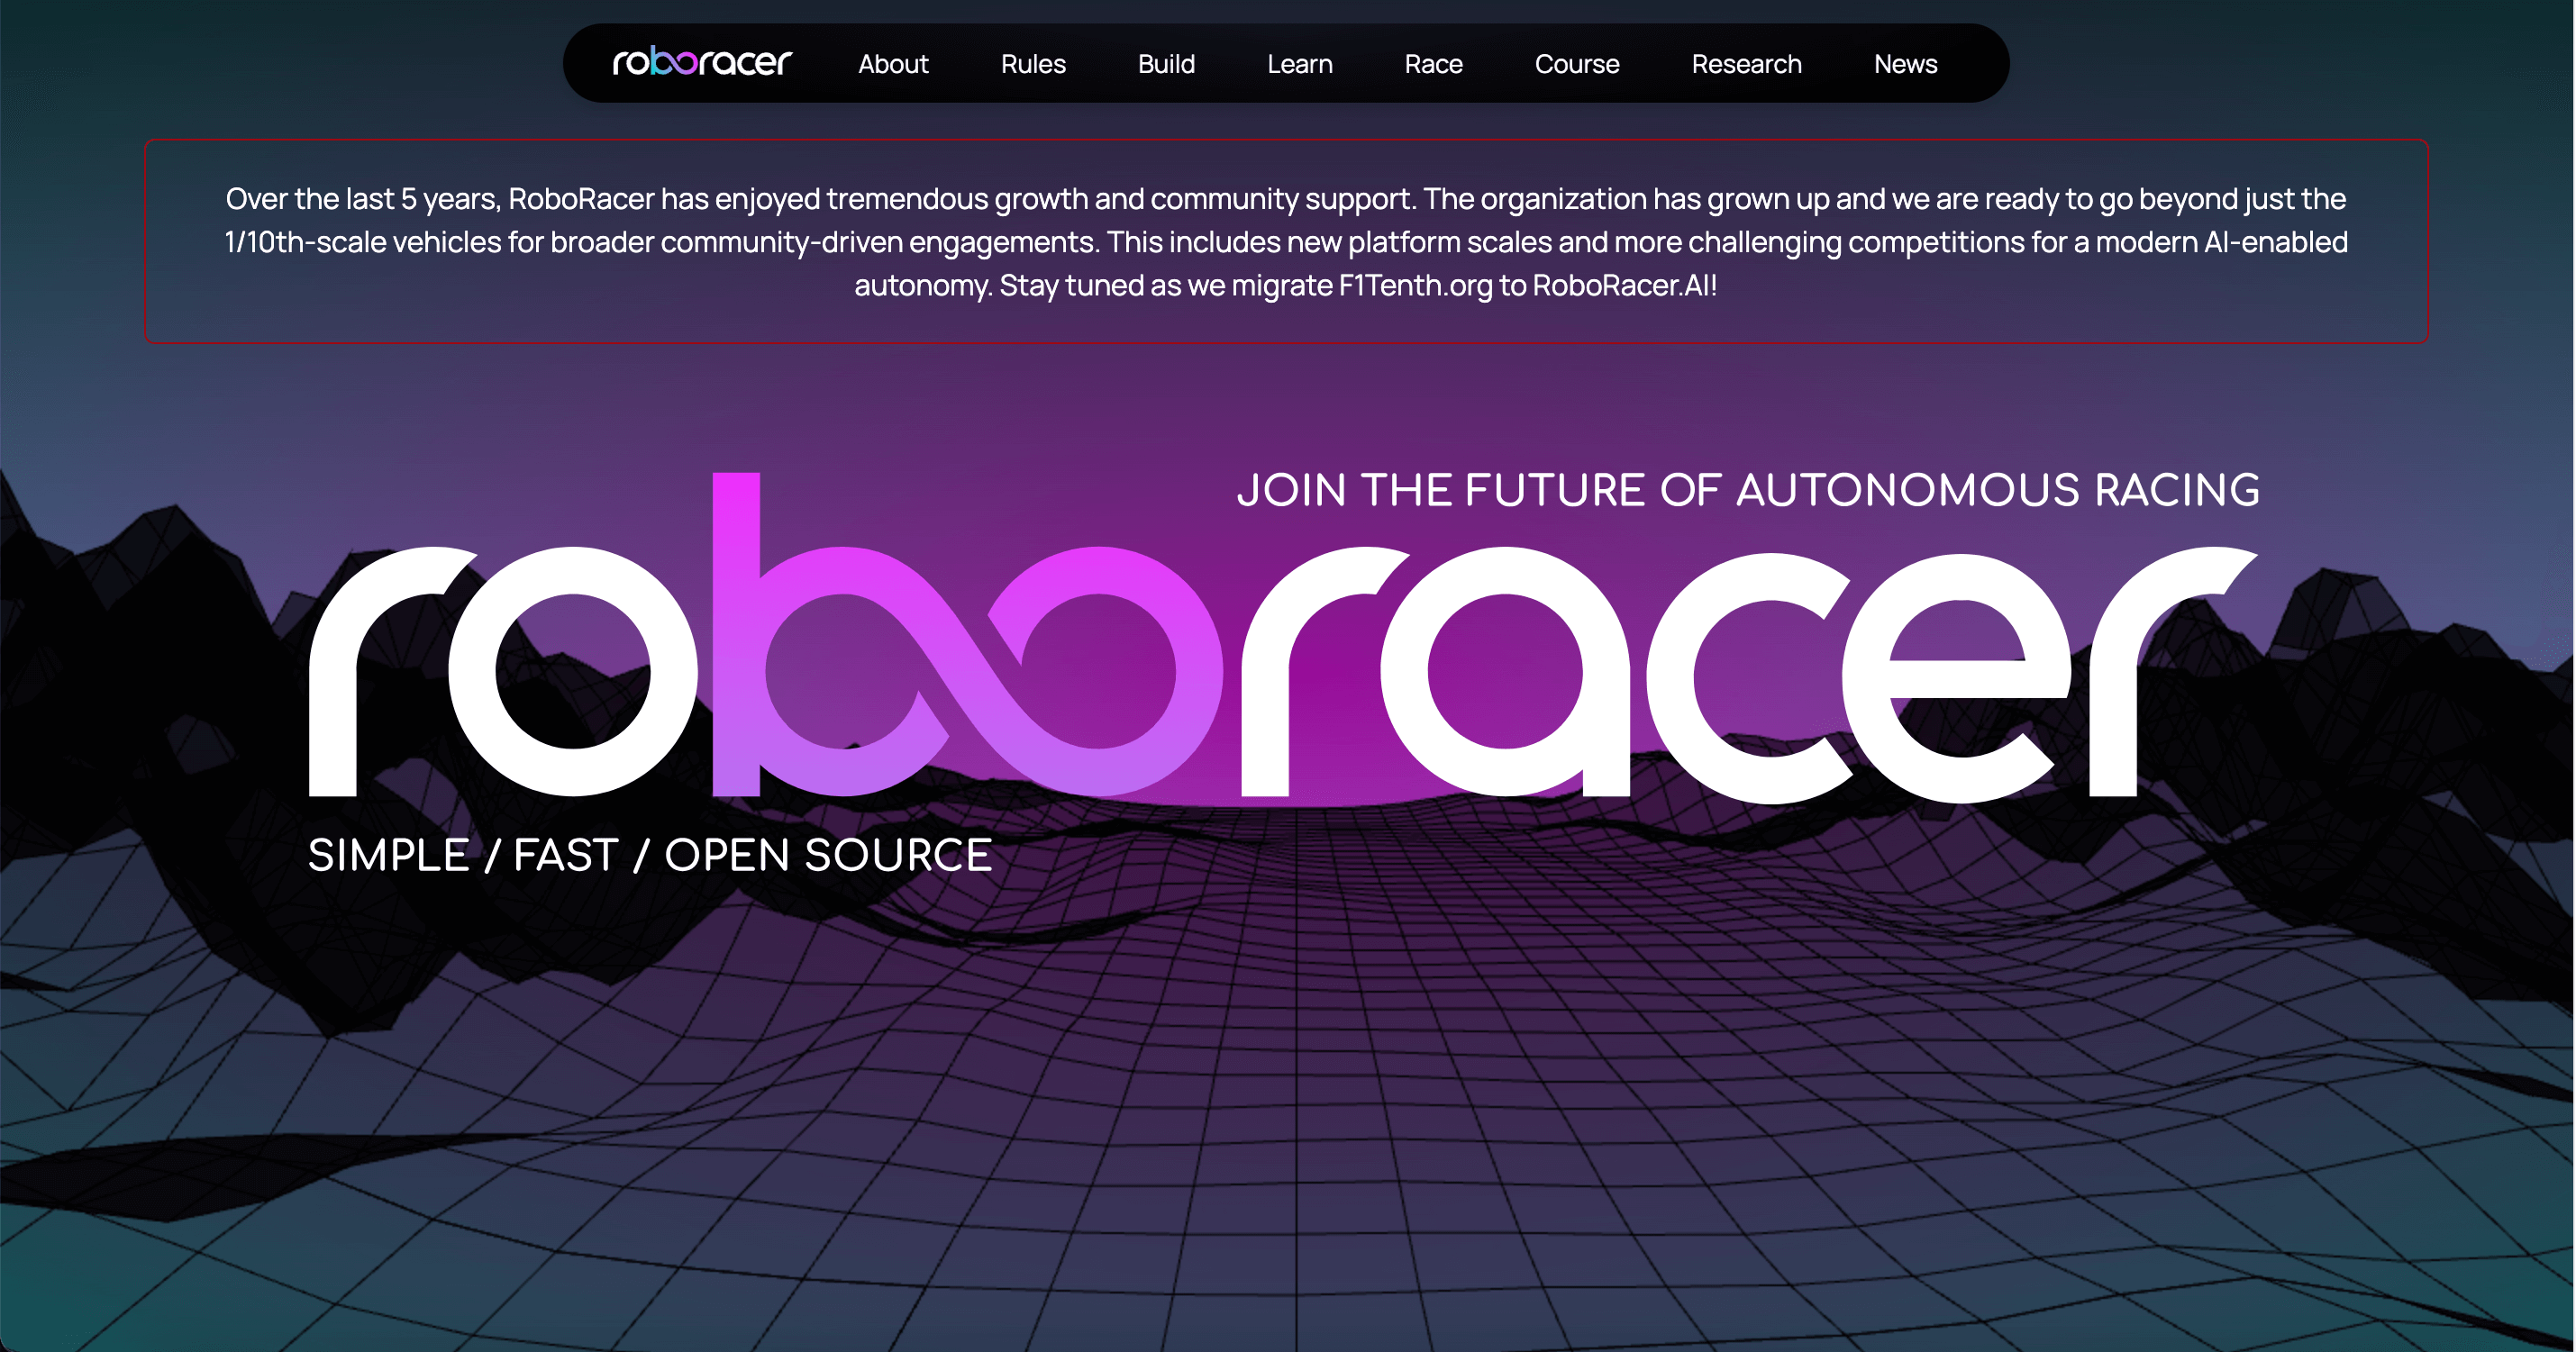 roboracer About Rules Build Learn Race Course Research News
Over the last 5 years, RoboRacer has enjoyed tremendous growth and community support. The organization has grown up and we are ready to go beyond just the
1/10th-scale vehicles for broader community-driven engagements. This includes new platform scales and more challenging competitions for a modern AI-enabled
autonomy. Stay tuned as we migrate F1Tenth.org to RoboRacer.AI!
JOIN THE FUTURE OF AUTONOMOUS RACING
roboracer
SIMPLE / FAST / OPEN SOURCE